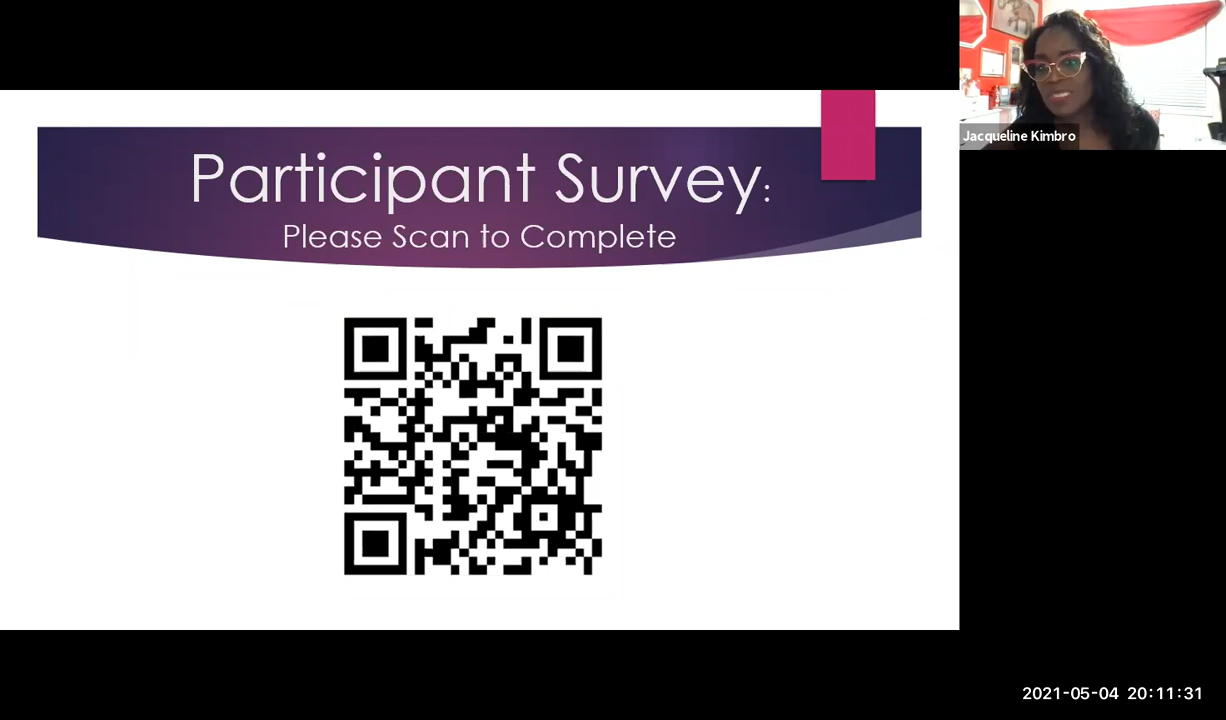 Participant Survey:
Please Scan to Complete
Jacqueline Kimbro
2021-05-04 20:11:31